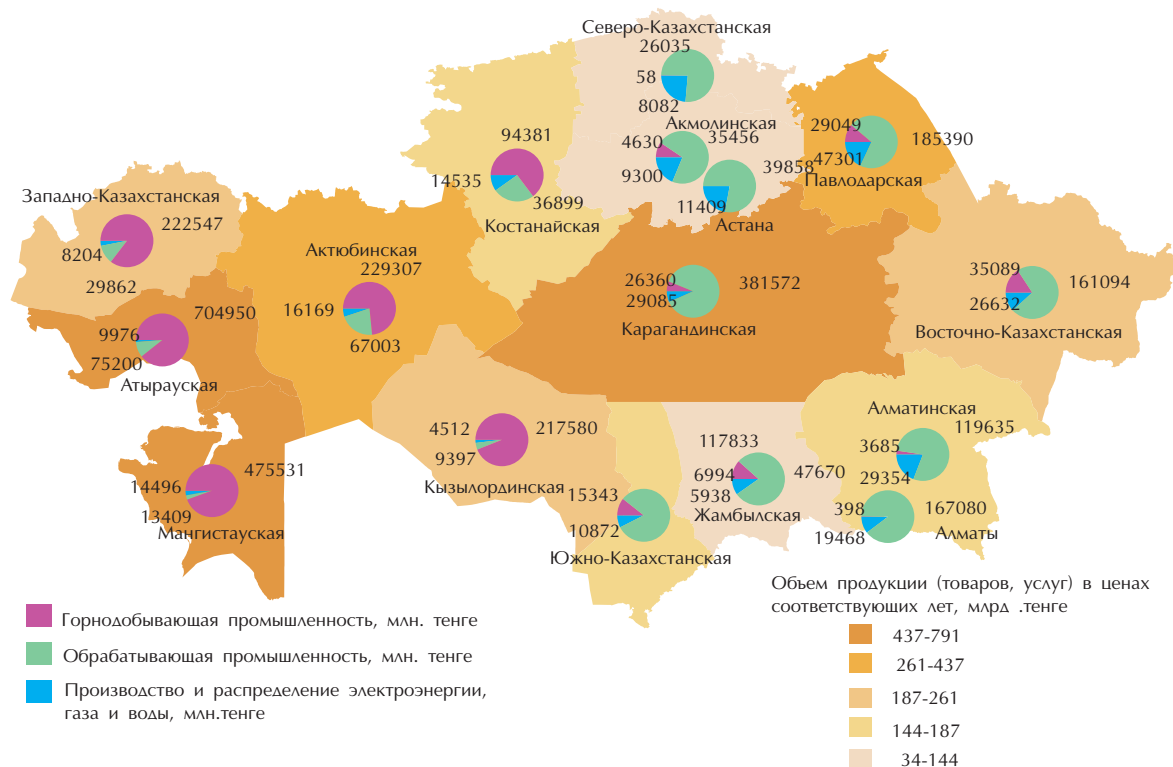 Северо-Казахстанская
26035
58
8082
Акмолинская
4630
35456
9300
39858
11409
Астана
29049
185390
47301
Павлодарская
94381
14535
36899
Костанайская
Западно-Казахстанская
222547
8204
29862
Актюбинская
229307
16169
67003
704950
9976
75200
Атырауская
26360
381572
29085
Карагандинская
35089
161094
26632
Восточно-Казахстанская
475531
14496
13409
Мангистауская
4512
217580
9397
Кызылординская
117833
15343
10872
Южно-Казахстанская
47670
6994
5938
Жамбылская
Алматинская
119635
3685
29354
398
167080
19468
Алматы
Горнодобывающая промышленность, млн. тенге
Обрабатывающая промышленность, млн. тенге
Производство и распределение электроэнергии,
газа и воды, млн.тенге
Объем продукции (товаров, услуг) в ценах
соответствующих лет, млрд .тенге
437-791
261-437
187-261
144-187
34-144